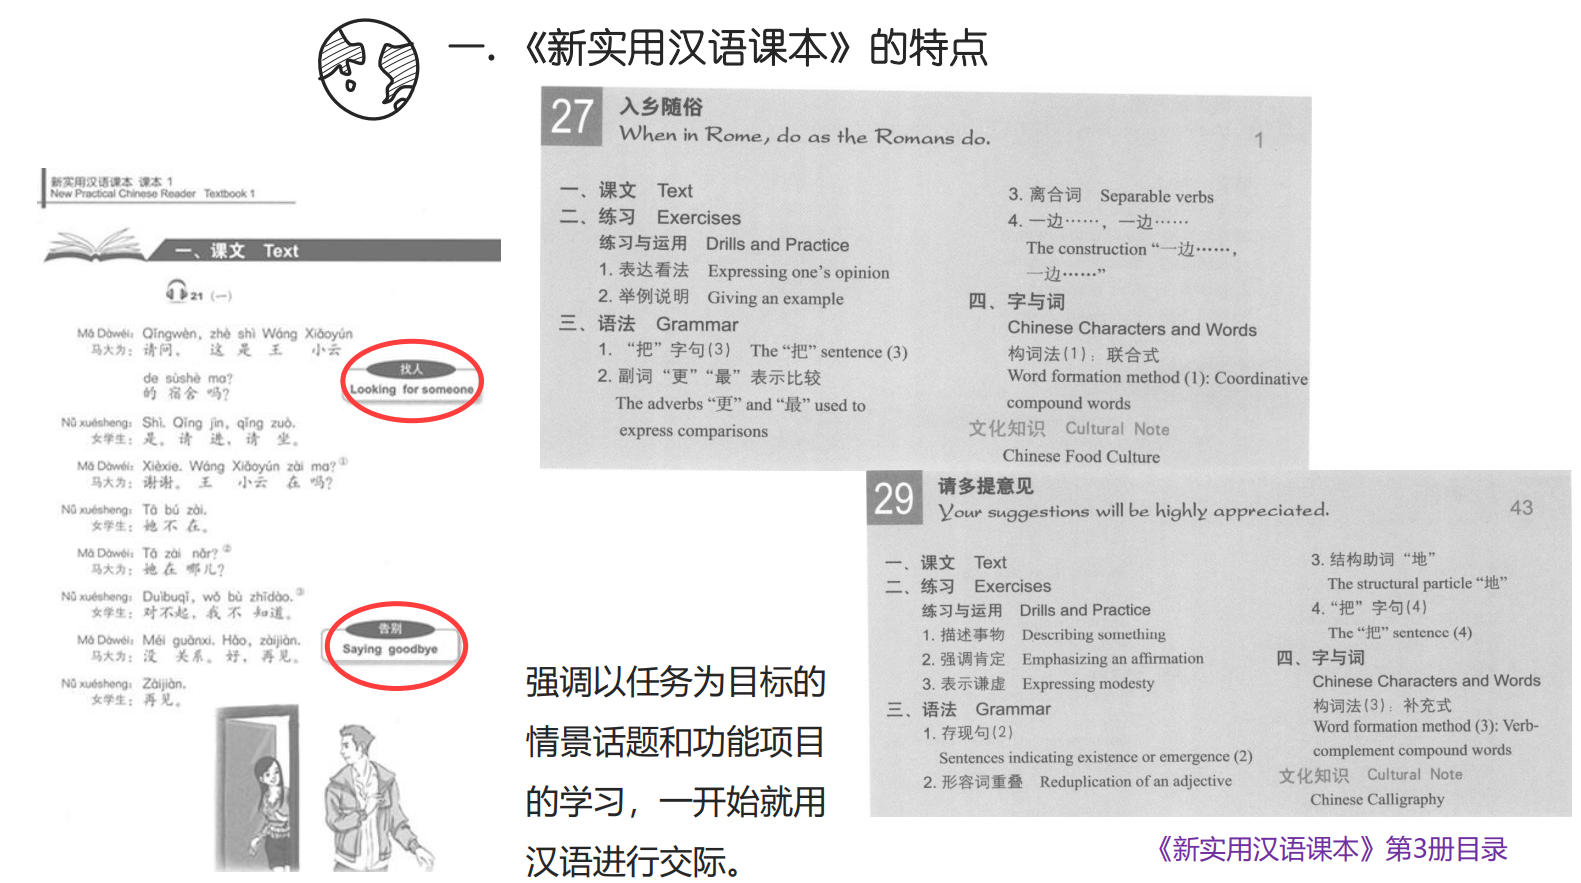 一.《新实用汉语课本》的特点
新实用汉语课本 课本 1
New Practical Chinese Reader Textbook 1
一、课文 Text
21 (一)
Mǎ Dàwéi: Qǐngwèn, zhè shì Wáng Xiǎoyún
马大为: 请问, 这 是 王 小云
de sùshè ma?
的 宿舍 吗?
找人
Looking for someone
Nǚ xuésheng: Shì. Qǐng jìn, qǐng zuò.
女学生: 是。请 进, 请 坐。
Mǎ Dàwéi: Xièxie. Wáng Xiǎoyún zài ma?①
马大为: 谢谢。王 小云 在 吗?
Nǚ xuésheng: Tā bú zài.
女学生: 她 不 在。
Mǎ Dàwéi: Tā zài nǎr?②
马大为: 她 在 哪儿?
Nǚ xuésheng: Duìbuqǐ, wǒ bù zhīdào.③
女学生: 对不起, 我 不 知道。
Mǎ Dàwéi: Méi guānxi. Hǎo, zàijiàn.
马大为: 没 关系。好, 再见。
告别
Saying goodbye
Nǚ xuésheng: Zàijiàn.
女学生: 再见。
27 入乡随俗
When in Rome, do as the Romans do. 1
一、课文 Text
二、练习 Exercises
练习与运用 Drills and Practice
1. 表达看法 Expressing one's opinion
2. 举例说明 Giving an example
三、语法 Grammar
1. “把”字句(3) The “把” sentence (3)
2. 副词“更”“最”表示比较
The adverbs “更” and “最” used to
express comparisons
3. 离合词 Separable verbs
4. 一边……, 一边……
The construction “一边……,
一边……”
四、字与词
Chinese Characters and Words
构词法(1): 联合式
Word formation method (1): Coordinative
compound words
文化知识 Cultural Note
Chinese Food Culture
29 请多提意见
Your suggestions will be highly appreciated. 43
一、课文 Text
二、练习 Exercises
练习与运用 Drills and Practice
1. 描述事物 Describing something
2. 强调肯定 Emphasizing an affirmation
3. 表示谦虚 Expressing modesty
三、语法 Grammar
1. 存现句(2)
Sentences indicating existence or emergence (2)
2. 形容词重叠 Reduplication of an adjective
3. 结构助词“地”
The structural particle “地”
4. “把”字句(4)
The “把” sentence (4)
四、字与词
Chinese Characters and Words
构词法(3): 补充式
Word formation method (3): Verb-
complement compound words
文化知识 Cultural Note
Chinese Calligraphy
强调以任务为目标的
情景话题和功能项目
的学习，一开始就用
汉语进行交际。
《新实用汉语课本》第3册目录